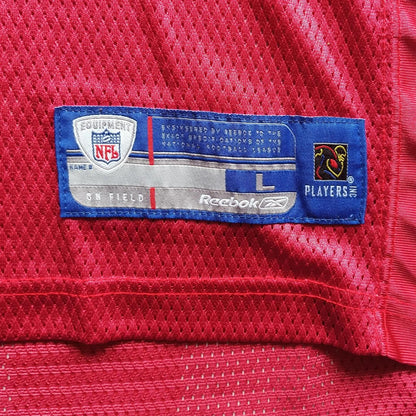 EQUIPMENT
NFL
ENGINEERED BY REEBOK TO THE
EXACT SPECIFICATIONS OF THE
NATIONAL FOOTBALL LEAGUE
GAME #
L
ON FIELD
Reebok
PLAYERS INC